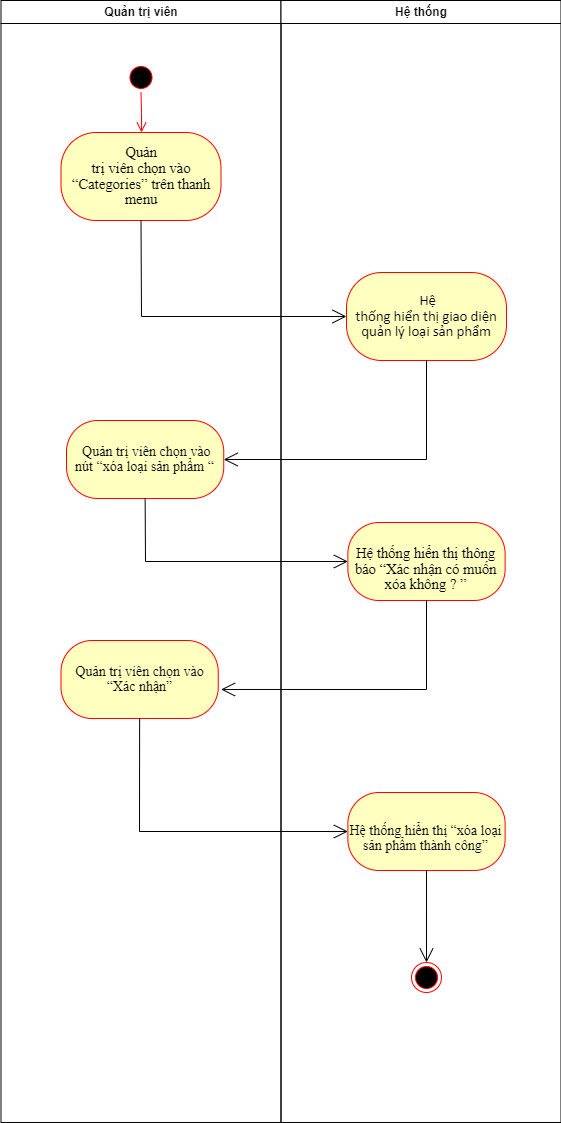 Quản trị viên
Hệ thống
Quản
trị viên chọn vào
“Categories” trên thanh
menu
Hệ
thống hiển thị giao diện
quản lý loại sản phẩm
Quản trị viên chọn vào
nút “xóa loại sản phẩm “
Hệ thống hiển thị thông
báo “Xác nhận có muốn
xóa không ? ”
Quản trị viên chọn vào
“Xác nhận”
Hệ thống hiển thị “xóa loại
sản phẩm thành công”